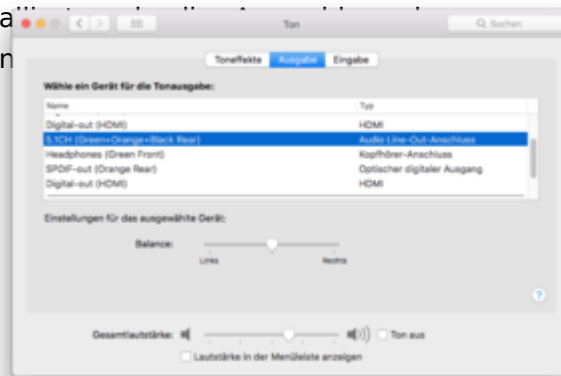 Ton
Suchen
Toneffekte Ausgabe Eingabe
Wähle ein Gerät für die Tonausgabe:
Name Typ
Digital-out (HDMI) HDMI
5.1CH (Green+Orange+Black Rear) Audio Line-Out-Anschluss
Headphones (Green Front) Kopfhörer-Anschluss
SPDIF-out (Orange Rear) Optischer digitaler Ausgang
Digital-out (HDMI) HDMI
Einstellungen für das ausgewählte Gerät:
Balance:
Links Rechts
?
Gesamtlautstärke: Ton aus
Lautstärke in der Menüleiste anzeigen